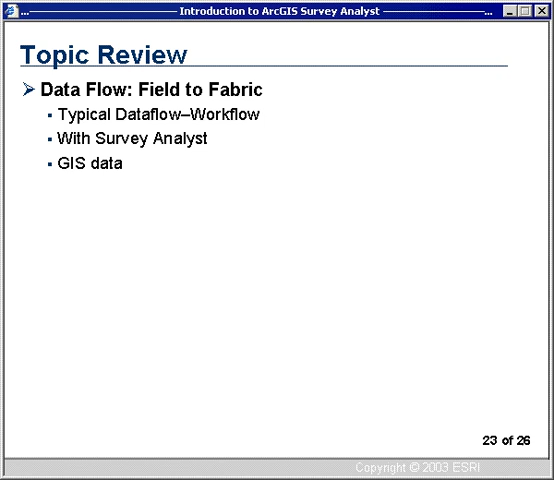 ... Introduction to ArcGIS Survey Analyst ...
Topic Review
Data Flow: Field to Fabric
Typical Dataflow–Workflow
With Survey Analyst
GIS data
23 of 26
Copyright © 2003 ESRI